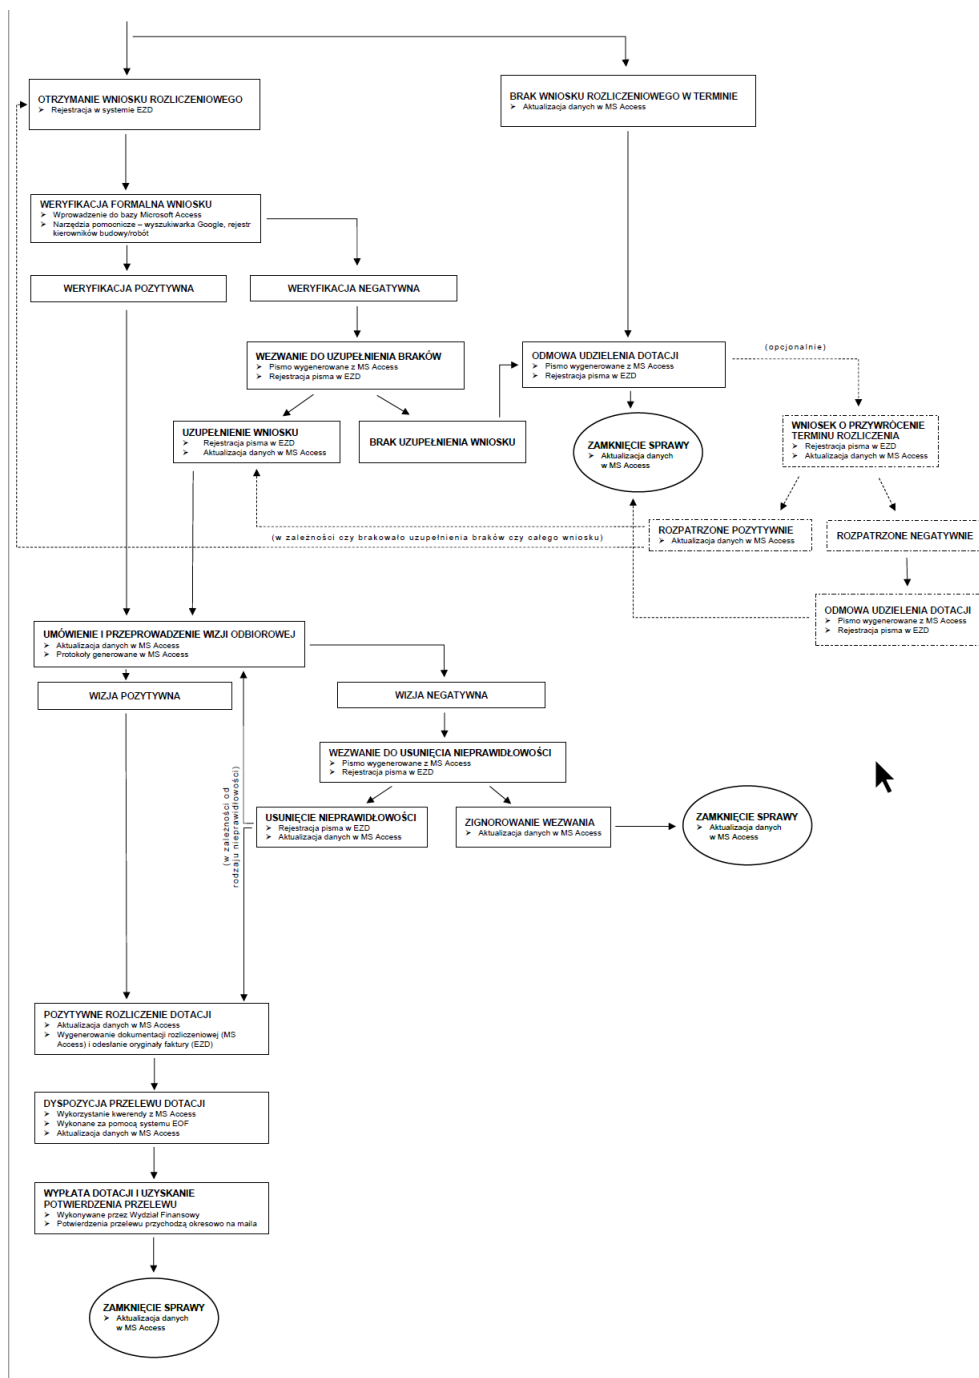 OTRZYMANIE WNIOSKU ROZLICZENIOWEGO
➤ Rejestracja w systemie EZD
BRAK WNIOSKU ROZLICZENIOWEGO W TERMINIE
➤ Aktualizacja danych w MS Access
WERYFIKACJA FORMALNA WNIOSKU
➤ Wprowadzenie do bazy Microsoft Access
➤ Narzędzia pomocnicze – wyszukiwarka Google, rejestr
kierowników budowy/robót
WERYFIKACJA POZYTYWNA
WERYFIKACJA NEGATYWNA
WEZWANIE DO UZUPEŁNIENIA BRAKÓW
➤ Pismo wygenerowane z MS Access
➤ Rejestracja pisma w EZD
ODMOWA UDZIELENIA DOTACJI
➤ Pismo wygenerowane z MS Access
➤ Rejestracja pisma w EZD
(opcjonalnie)
UZUPEŁNIENIE WNIOSKU
➤ Rejestracja pisma w EZD
➤ Aktualizacja danych w MS Access
BRAK UZUPEŁNIENIA WNIOSKU
ZAMKNIĘCIE SPRAWY
➤ Aktualizacja danych
w MS Access
WNIOSEK O PRZYWRÓCENIE
TERMINU ROZLICZENIA
➤ Rejestracja pisma w EZD
➤ Aktualizacja danych w MS Access
ROZPATRZONE POZYTYWNIE
➤ Aktualizacja danych w MS Access
ROZPATRZONE NEGATYWNIE
(w zależności czy brakowało uzupełnienia braków czy całego wniosku)
ODMOWA UDZIELENIA DOTACJI
➤ Pismo wygenerowane z MS Access
➤ Rejestracja pisma w EZD
UMÓWIENIE I PRZEPROWADZENIE WIZJI ODBIOROWEJ
➤ Aktualizacja danych w MS Access
➤ Protokoły generowane w MS Access
WIZJA POZYTYWNA
WIZJA NEGATYWNA
WEZWANIE DO USUNIĘCIA NIEPRAWIDŁOWOŚCI
➤ Pismo wygenerowane z MS Access
➤ Rejestracja pisma w EZD
(w zależności od
rodzaju nieprawidłowości)
USUNIĘCIE NIEPRAWIDŁOWOŚCI
➤ Rejestracja pisma w EZD
➤ Aktualizacja danych w MS Access
ZIGNOROWANIE WEZWANIA
➤ Aktualizacja danych w MS Access
ZAMKNIĘCIE SPRAWY
➤ Aktualizacja danych
w MS Access
POZYTYWNE ROZLICZENIE DOTACJI
➤ Aktualizacja danych w MS Access
➤ Wygenerowanie dokumentacji rozliczeniowej (MS
Access) i odesłanie oryginały faktury (EZD)
DYSPOZYCJA PRZELEWU DOTACJI
➤ Wykorzystanie kwerendy z MS Access
➤ Wykonane za pomocą systemu EOF
➤ Aktualizacja danych w MS Access
WYPŁATA DOTACJI I UZYSKANIE
POTWIERDZENIA PRZELEWU
➤ Wykonywane przez Wydział Finansowy
➤ Potwierdzenia przelewu przychodzą okresowo na maila
ZAMKNIĘCIE SPRAWY
➤ Aktualizacja danych
w MS Access